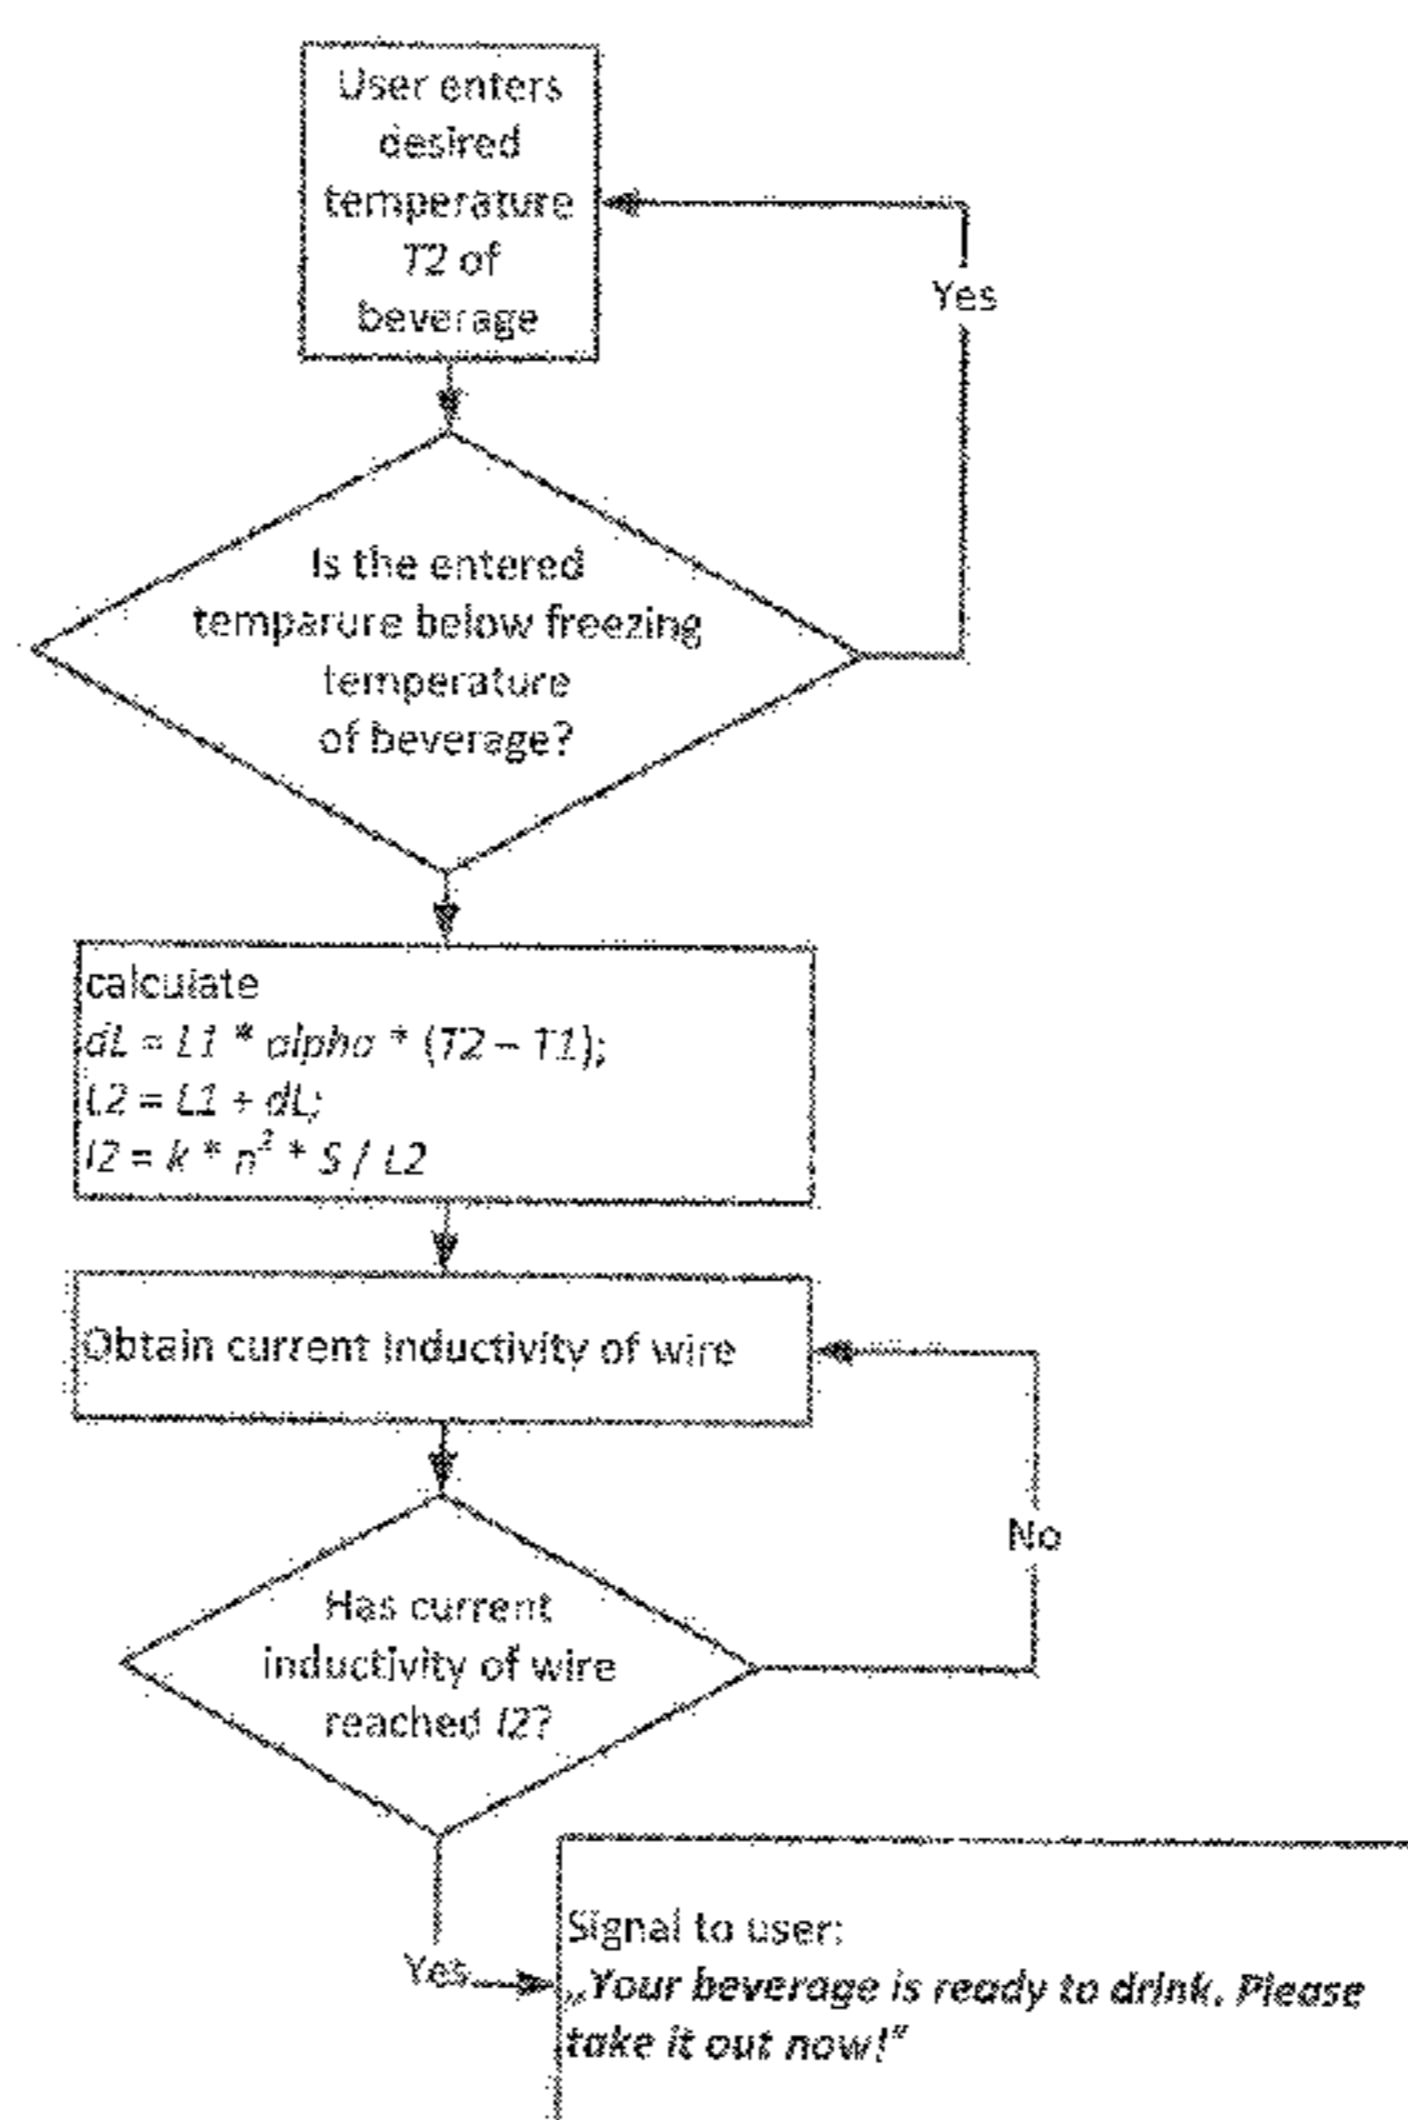 User enters
desired
temperature
T2 of
beverage
Yes
Is the entered
temparure below freezing
temperature
of beverage?
calculate
dL = L1 * alpha * (T2 – T1);
L2 = L1 + dL;
I2 = k * n² * S / L2
Obtain current inductivity of wire
No
Has current
inductivity of wire
reached I2?
Yes
Signal to user:
„Your beverage is ready to drink. Please
take it out now!“